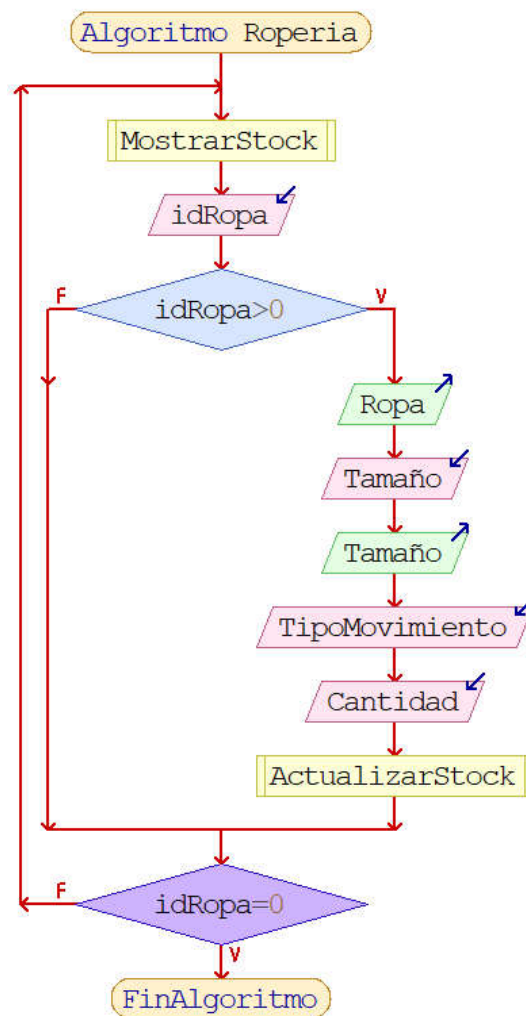 Algoritmo Roperia
MostrarStock
idRopa
F
V
idRopa>0
Ropa
Tamaño
Tamaño
TipoMovimiento
Cantidad
ActualizarStock
F
idRopa=0
V
FinAlgoritmo